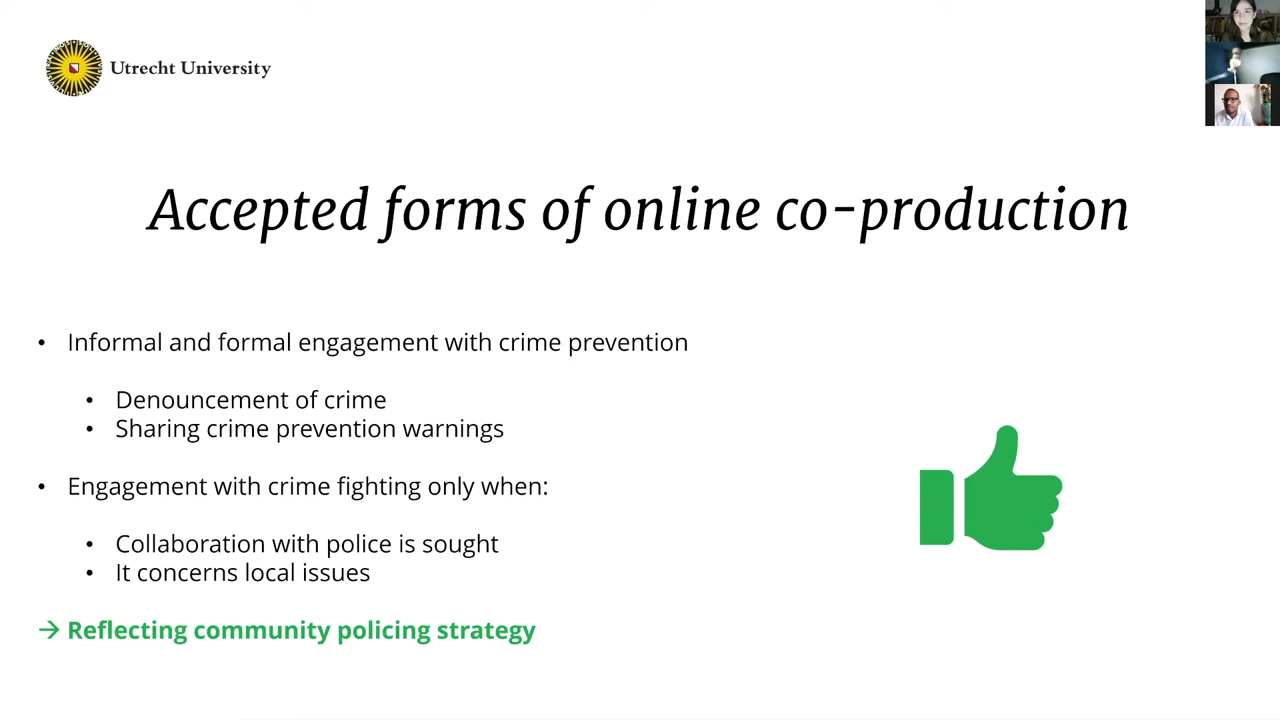 Utrecht University
Accepted forms of online co-production
• Informal and formal engagement with crime prevention
• Denouncement of crime
• Sharing crime prevention warnings
• Engagement with crime fighting only when:
• Collaboration with police is sought
• It concerns local issues
→ Reflecting community policing strategy